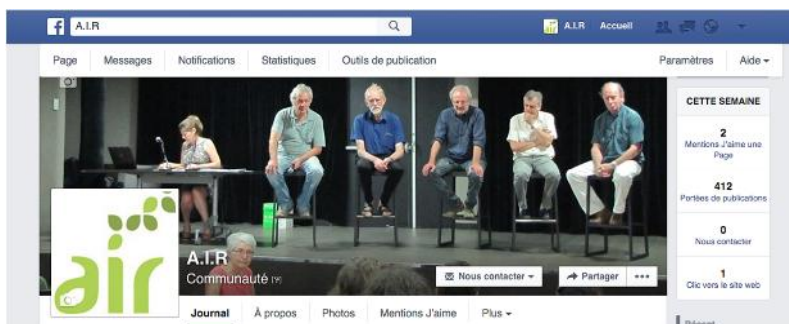 A.I.R
A.I.R Accueil
Page Messages Notifications Statistiques Outils de publication Paramètres Aide
CETTE SEMAINE
2
Mentions J'aime une
Page
412
Portées de publications
0
Nous contacter
1
Clic vers le site web
Récent
air
A.I.R
Communauté
Nous contacter Partager
Journal À propos Photos Mentions J'aime Plus